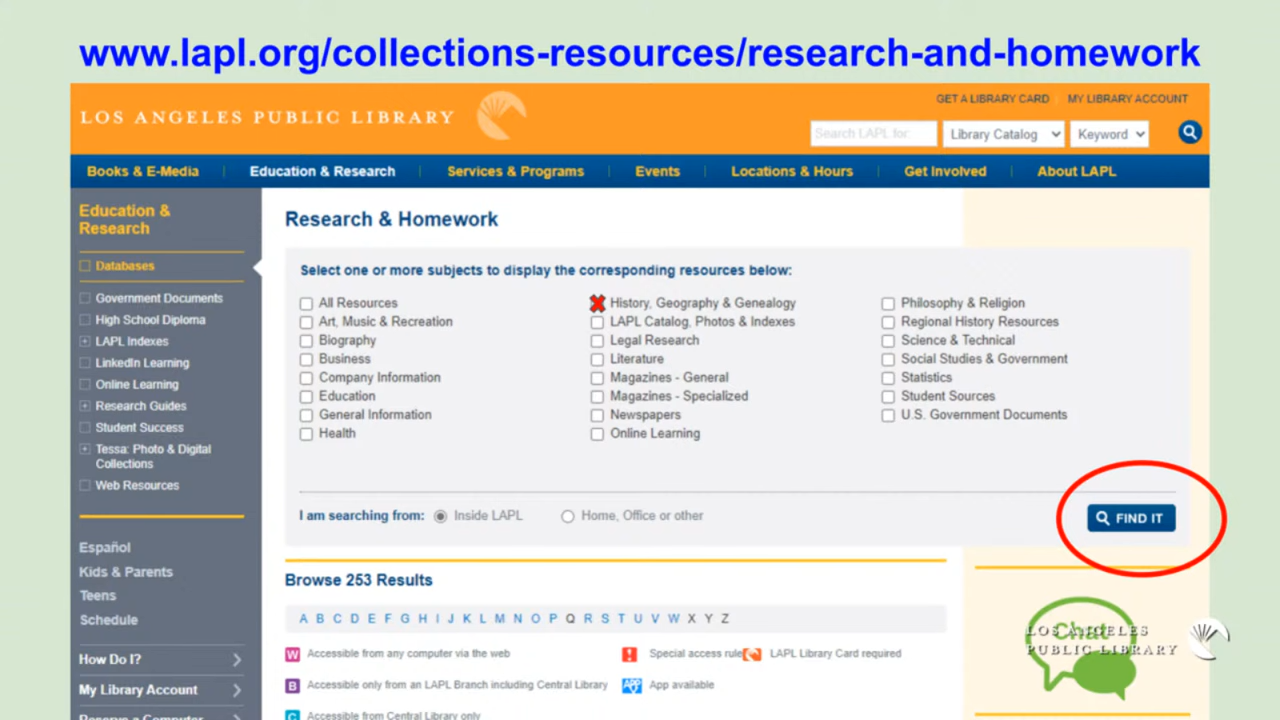 www.lapl.org/collections-resources/research-and-homework
GET A LIBRARY CARD MY LIBRARY ACCOUNT
LOS ANGELES PUBLIC LIBRARY
Search LAPL for Library Catalog Keyword
Books & E-Media Education & Research Services & Programs Events Locations & Hours Get Involved About LAPL
Education &
Research
Databases
Government Documents
High School Diploma
LAPL Indexes
LinkedIn Learning
Online Learning
Research Guides
Student Success
Tessa: Photo & Digital
Collections
Web Resources
Español
Kids & Parents
Teens
Schedule
How Do I?
My Library Account
Reserve a Computer
Research & Homework
Select one or more subjects to display the corresponding resources below:
All Resources
Art, Music & Recreation
Biography
Business
Company Information
Education
General Information
Health
History, Geography & Genealogy
LAPL Catalog, Photos & Indexes
Legal Research
Literature
Magazines - General
Magazines - Specialized
Newspapers
Online Learning
Philosophy & Religion
Regional History Resources
Science & Technical
Social Studies & Government
Statistics
Student Sources
U.S. Government Documents
I am searching from: Inside LAPL Home, Office or other
FIND IT
Browse 253 Results
A B C D E F G H I J K L M N O P Q R S T U V W X Y Z
W Accessible from any computer via the web
! Special access rule
LAPL Library Card required
B Accessible only from an LAPL Branch including Central Library
APP App available
C Accessible from Central Library only
Chat
LOS ANGELES
PUBLIC LIBRARY